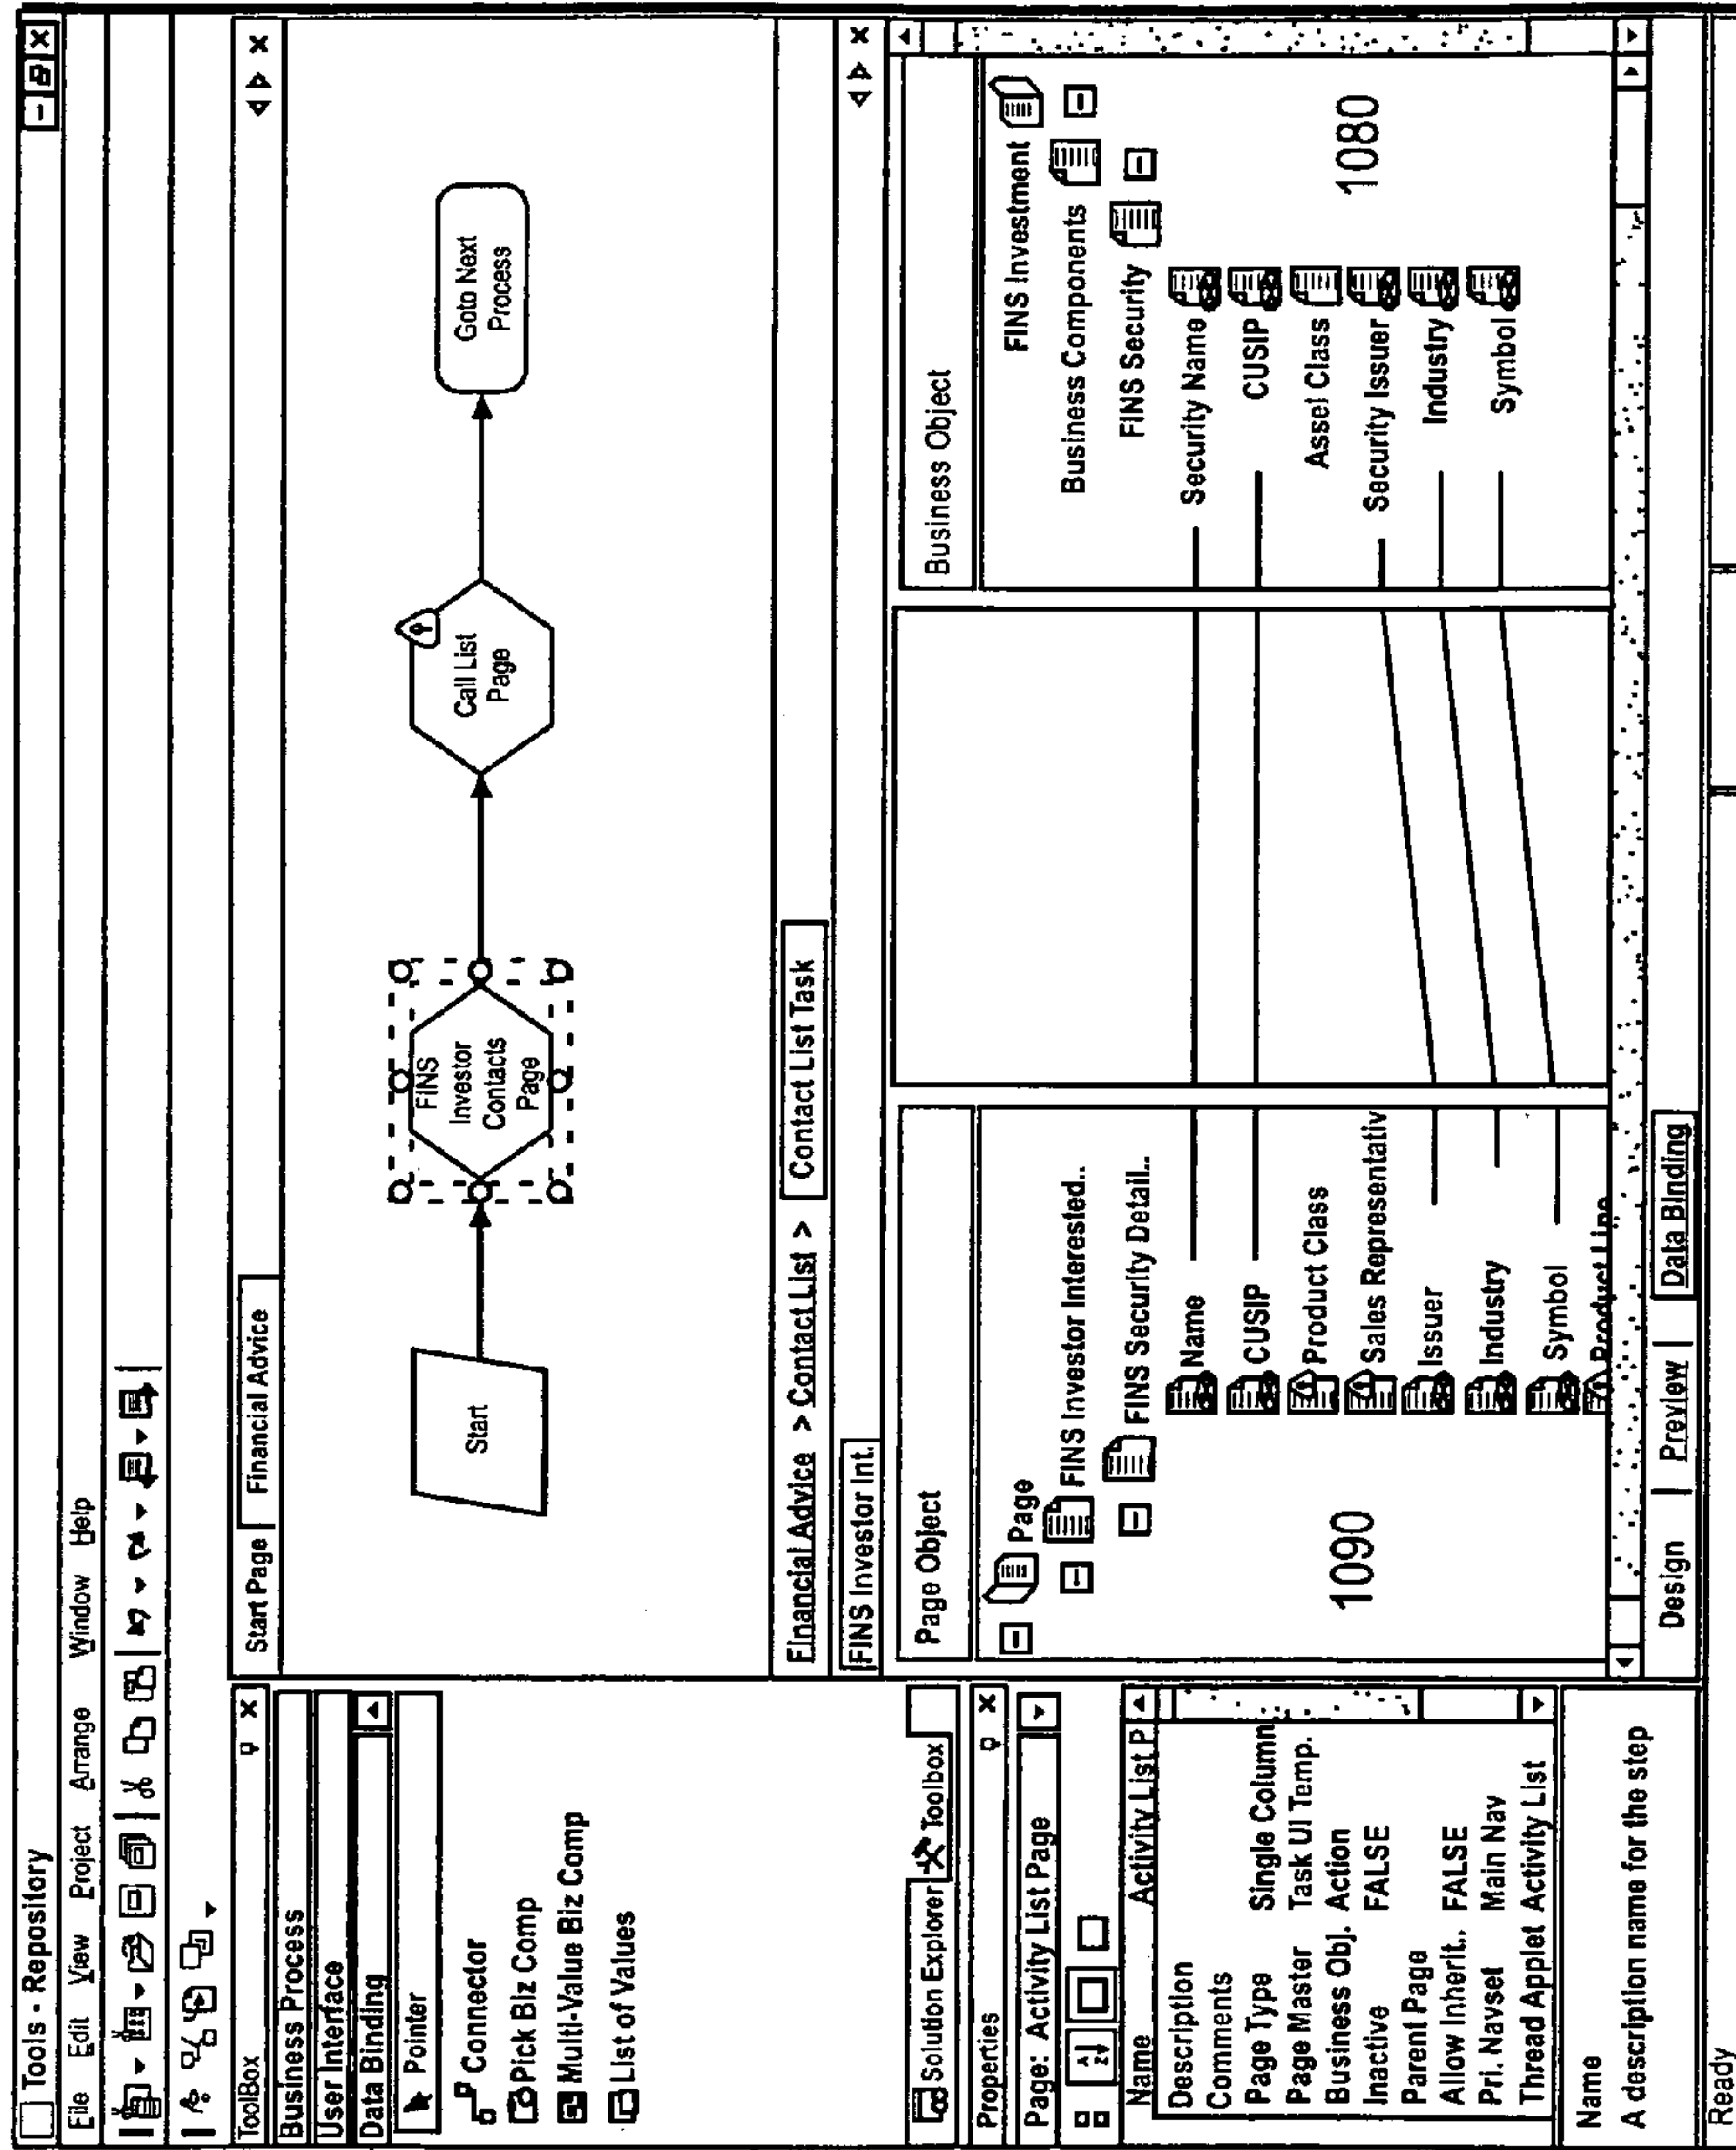 Tools - Repository
File Edit View Project Arrange Window Help
ToolBox
Business Process
User Interface
Data Binding
Pointer
Connector
Pick Biz Comp
Multi-Value Biz Comp
List of Values
Solution Explorer Toolbox
Properties
Page: Activity List Page
Name Activity List P
Description
Comments
Page Type Single Column
Page Master Task UI Temp.
Business Obj. Action
Inactive FALSE
Parent Page
Allow Inherit.. FALSE
Pri. Navset Main Nav
Thread Applet Activity List
Name
A description name for the step
Ready
Start Page Financial Advice
Start
FINS
Investor
Contacts
Page
Call List
Page
Goto Next
Process
Financial Advice > Contact List > Contact List Task
FINS Investor Int.
Page Object
Page
FINS Investor Interested..
FINS Security Detail...
Name
CUSIP
Product Class
Sales Representativ
Issuer
Industry
Symbol
Product Line
1090
Business Object
FINS Investment
Business Components
FINS Security
Security Name
CUSIP
Asset Class
Security Issuer
Industry
Symbol
1080
Design Preview Data Binding